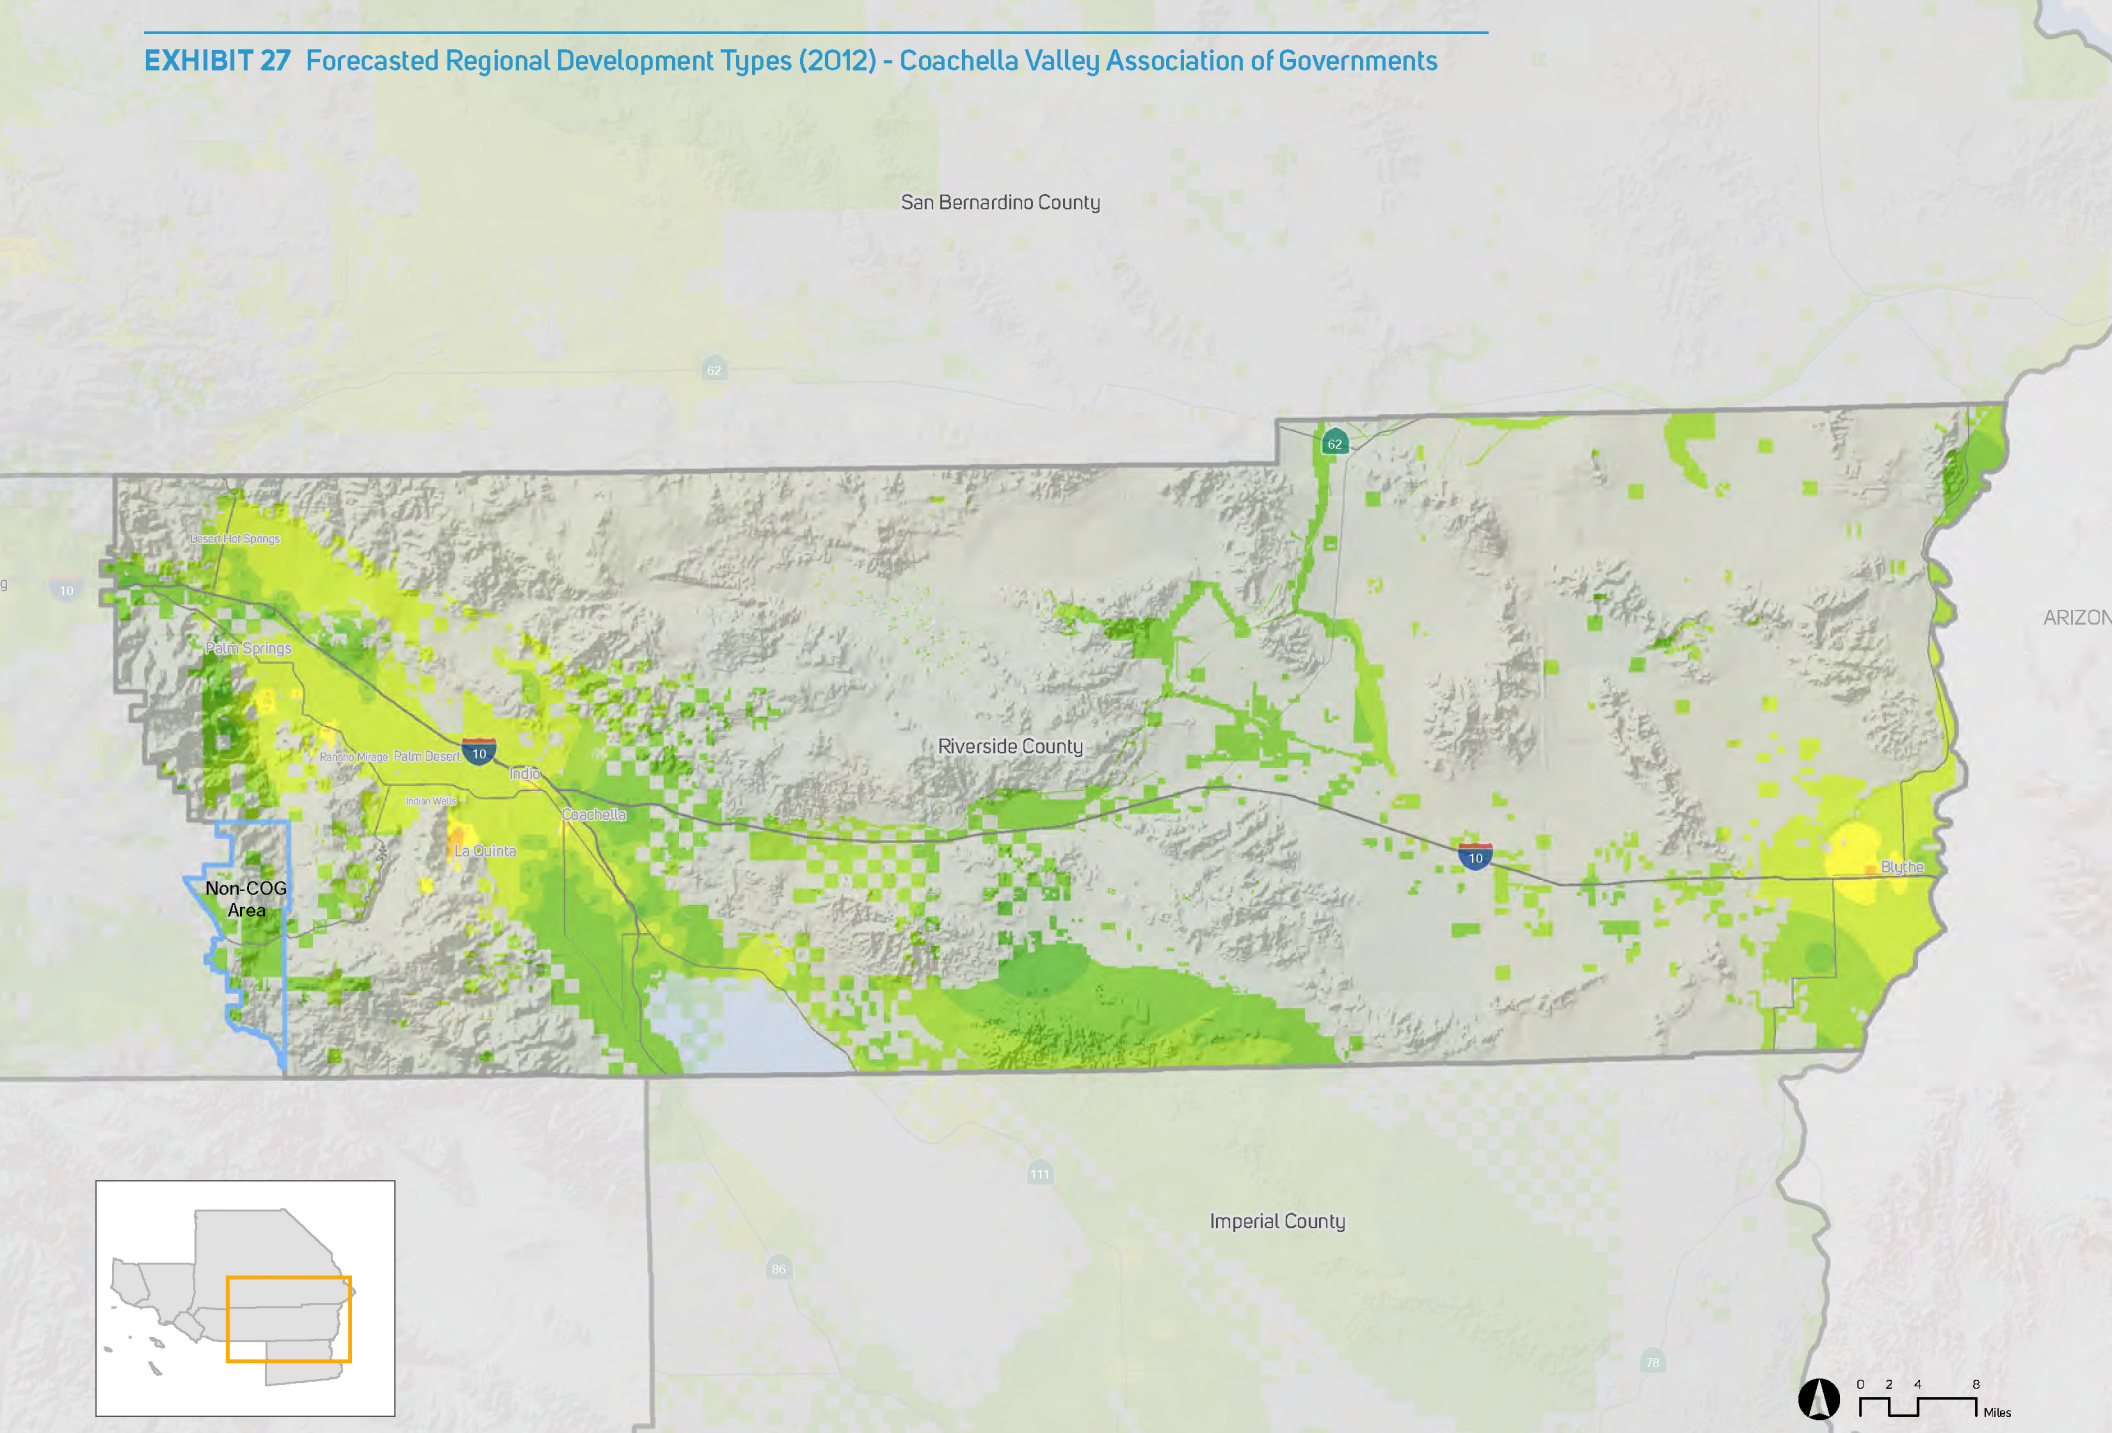 EXHIBIT 27 Forecasted Regional Development Types (2012) - Coachella Valley Association of Governments
San Bernardino County
62
62
Desert Hot Springs
g
10
ARIZON
Palm Springs
Riverside County
Rancho Mirage
Palm Desert
10
Indio
Indian Wells
Coachella
La Quinta
10
Blythe
Non-COG
Area
111
Imperial County
86
78
0 2 4 8
Miles